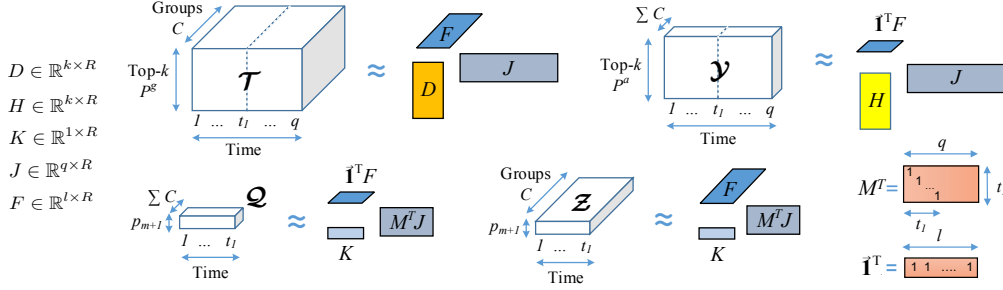 D ∈ ℝ^{k×R}
H ∈ ℝ^{k×R}
K ∈ ℝ^{1×R}
J ∈ ℝ^{q×R}
F ∈ ℝ^{l×R}
Groups
C
Top-k
P^g
𝓣
1 ... t_1 ... q
Time
≈
F
D
J
∑ C
Top-k
P^a
𝓨
1 ... t_1 ... q
Time
≈
1⃗^T F
H
J
∑ C
p_{m+1}
𝓠
1 ... t_1
Time
≈
1⃗^T F
K
M^T J
Groups
C
p_{m+1}
𝓩
1 ... t_1
Time
≈
F
K
M^T J
q
M^T =
1
1
...
1
t_1
l
1⃗^T =
1 1 .... 1